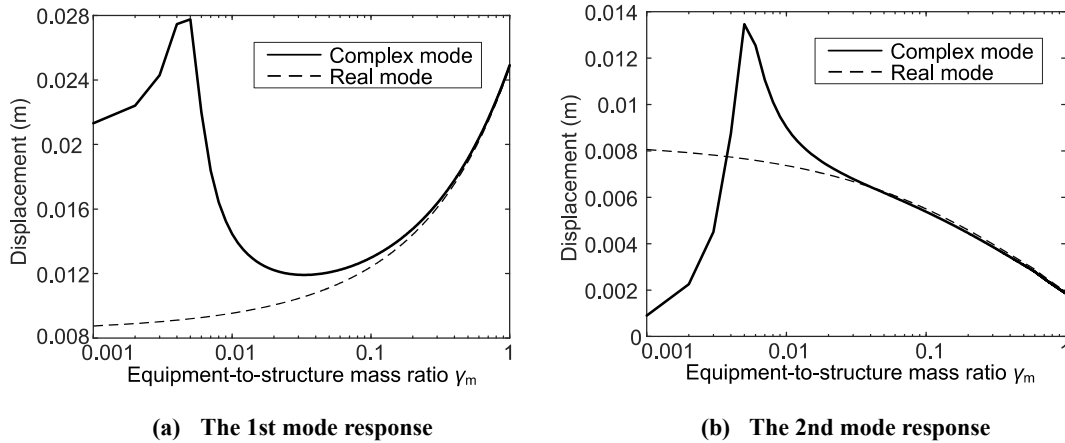 0.028
0.024
0.02
0.016
0.012
0.008
Displacement (m)
Complex mode
Real mode
0.001
0.01
0.1
1
Equipment-to-structure mass ratio γm
(a) The 1st mode response
0.014
0.012
0.01
0.008
0.006
0.004
0.002
0
Displacement (m)
Complex mode
Real mode
0.001
0.01
0.1
1
Equipment-to-structure mass ratio γm
(b) The 2nd mode response